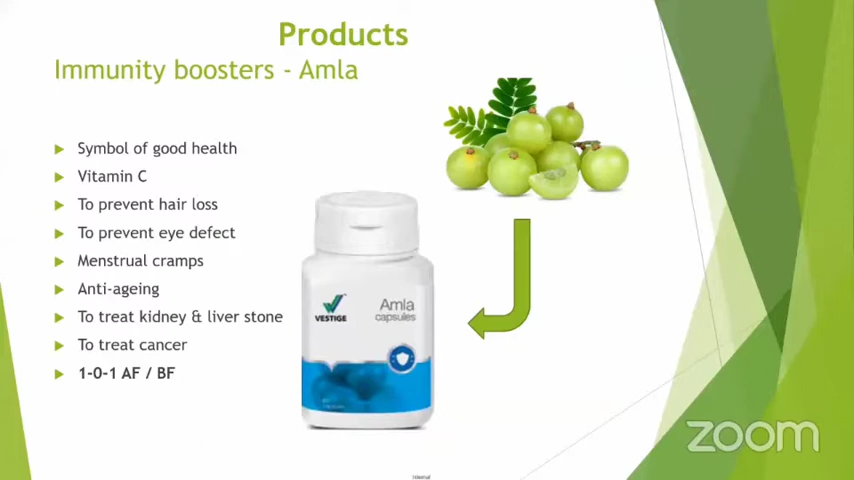 Products
Immunity boosters - Amla
Symbol of good health
Vitamin C
To prevent hair loss
To prevent eye defect
Menstrual cramps
Anti-ageing
To treat kidney & liver stone
To treat cancer
1-0-1 AF / BF
VESTIGE
Amla
capsules
zoom
Internal